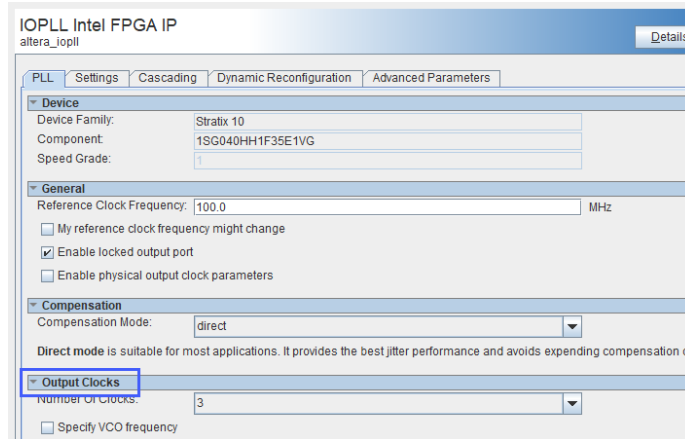 IOPLL Intel FPGA IP
altera_iopll
Details
PLL Settings Cascading Dynamic Reconfiguration Advanced Parameters
Device
Device Family: Stratix 10
Component: 1SG040HH1F35E1VG
Speed Grade: 1
General
Reference Clock Frequency: 100.0 MHz
My reference clock frequency might change
Enable locked output port
Enable physical output clock parameters
Compensation
Compensation Mode: direct
Direct mode is suitable for most applications. It provides the best jitter performance and avoids expending compensation
Output Clocks
Number Of Clocks: 3
Specify VCO frequency